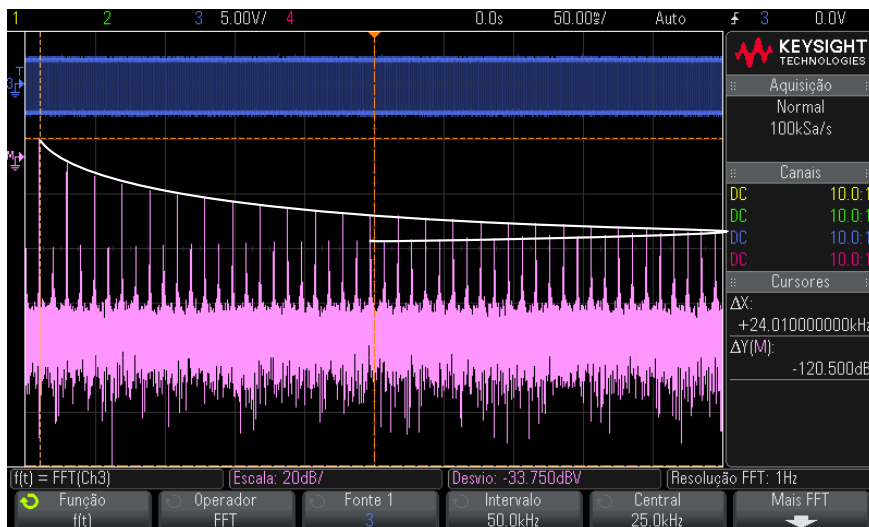 1 2 3 5.00V/ 4 0.0s 50.00ms/ Auto 3 0.0V
KEYSIGHT
TECHNOLOGIES
Aquisição
Normal
100kSa/s
Canais
DC 10.0:1
DC 10.0:1
DC 10.0:1
DC 10.0:1
Cursores
ΔX:
+24.010000000kHz
ΔY(M):
-120.500dB
T
3
M
f(t) = FFT(Ch3) Escala: 20dB/ Desvio: -33.750dBV Resolução FFT: 1Hz
Função Operador Fonte 1 Intervalo Central Mais FFT
f(t) FFT 3 50.0kHz 25.0kHz